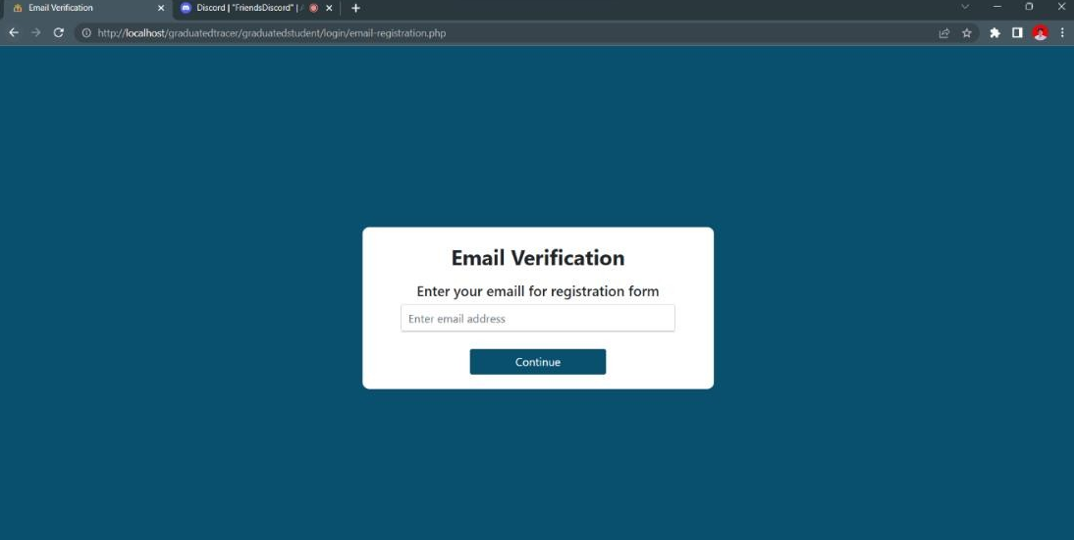 Email Verification
Discord | "FriendsDiscord" |
http://localhost/graduatedtracer/graduatedstudent/login/email-registration.php
Email Verification
Enter your emaill for registration form
Enter email address
Continue